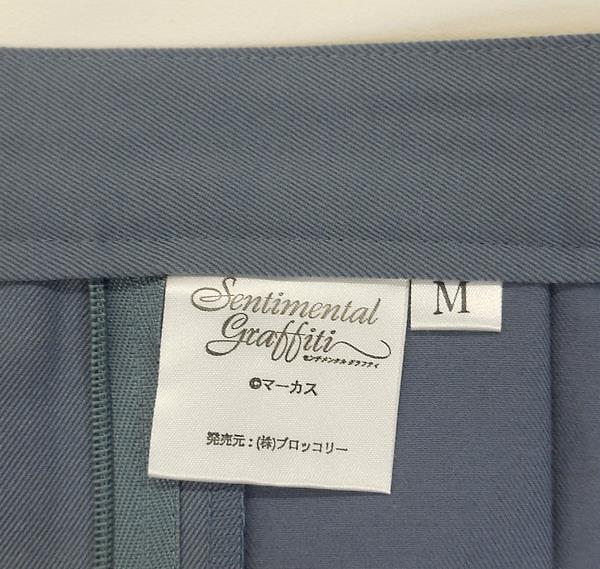 Sentimental
Graffiti
センチメンタル グラフティ
©マーカス
発売元：(株)ブロッコリー
M